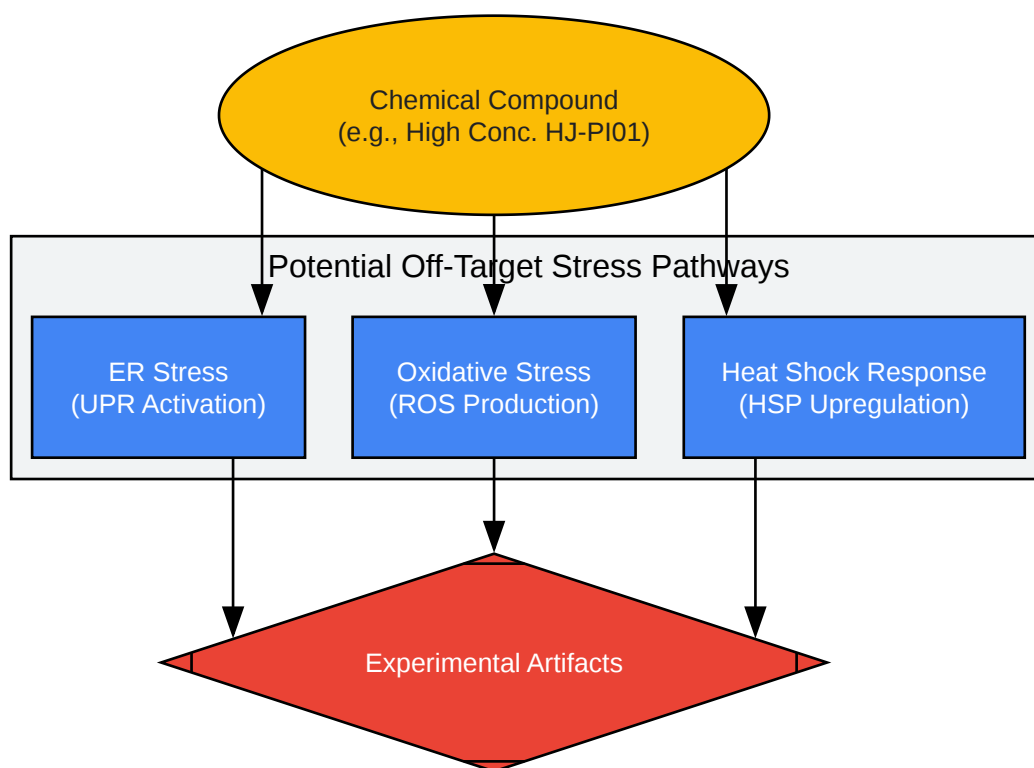 Chemical Compound
(e.g., High Conc. HJ-PI01)
Potential Off-Target Stress Pathways
ER Stress
(UPR Activation)
Oxidative Stress
(ROS Production)
Heat Shock Response
(HSP Upregulation)
Experimental Artifacts